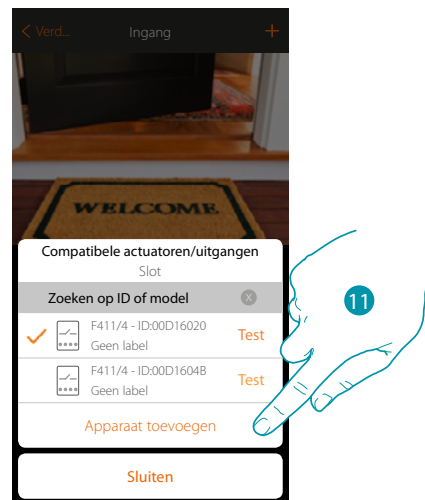 Verd... Ingang
WELCOME
Compatibele actuatoren/uitgangen
Slot
Zoeken op ID of model
F411/4 - ID:00D16020
Geen label
Test
F411/4 - ID:00D1604B
Geen label
Test
Apparaat toevoegen
Sluiten
11